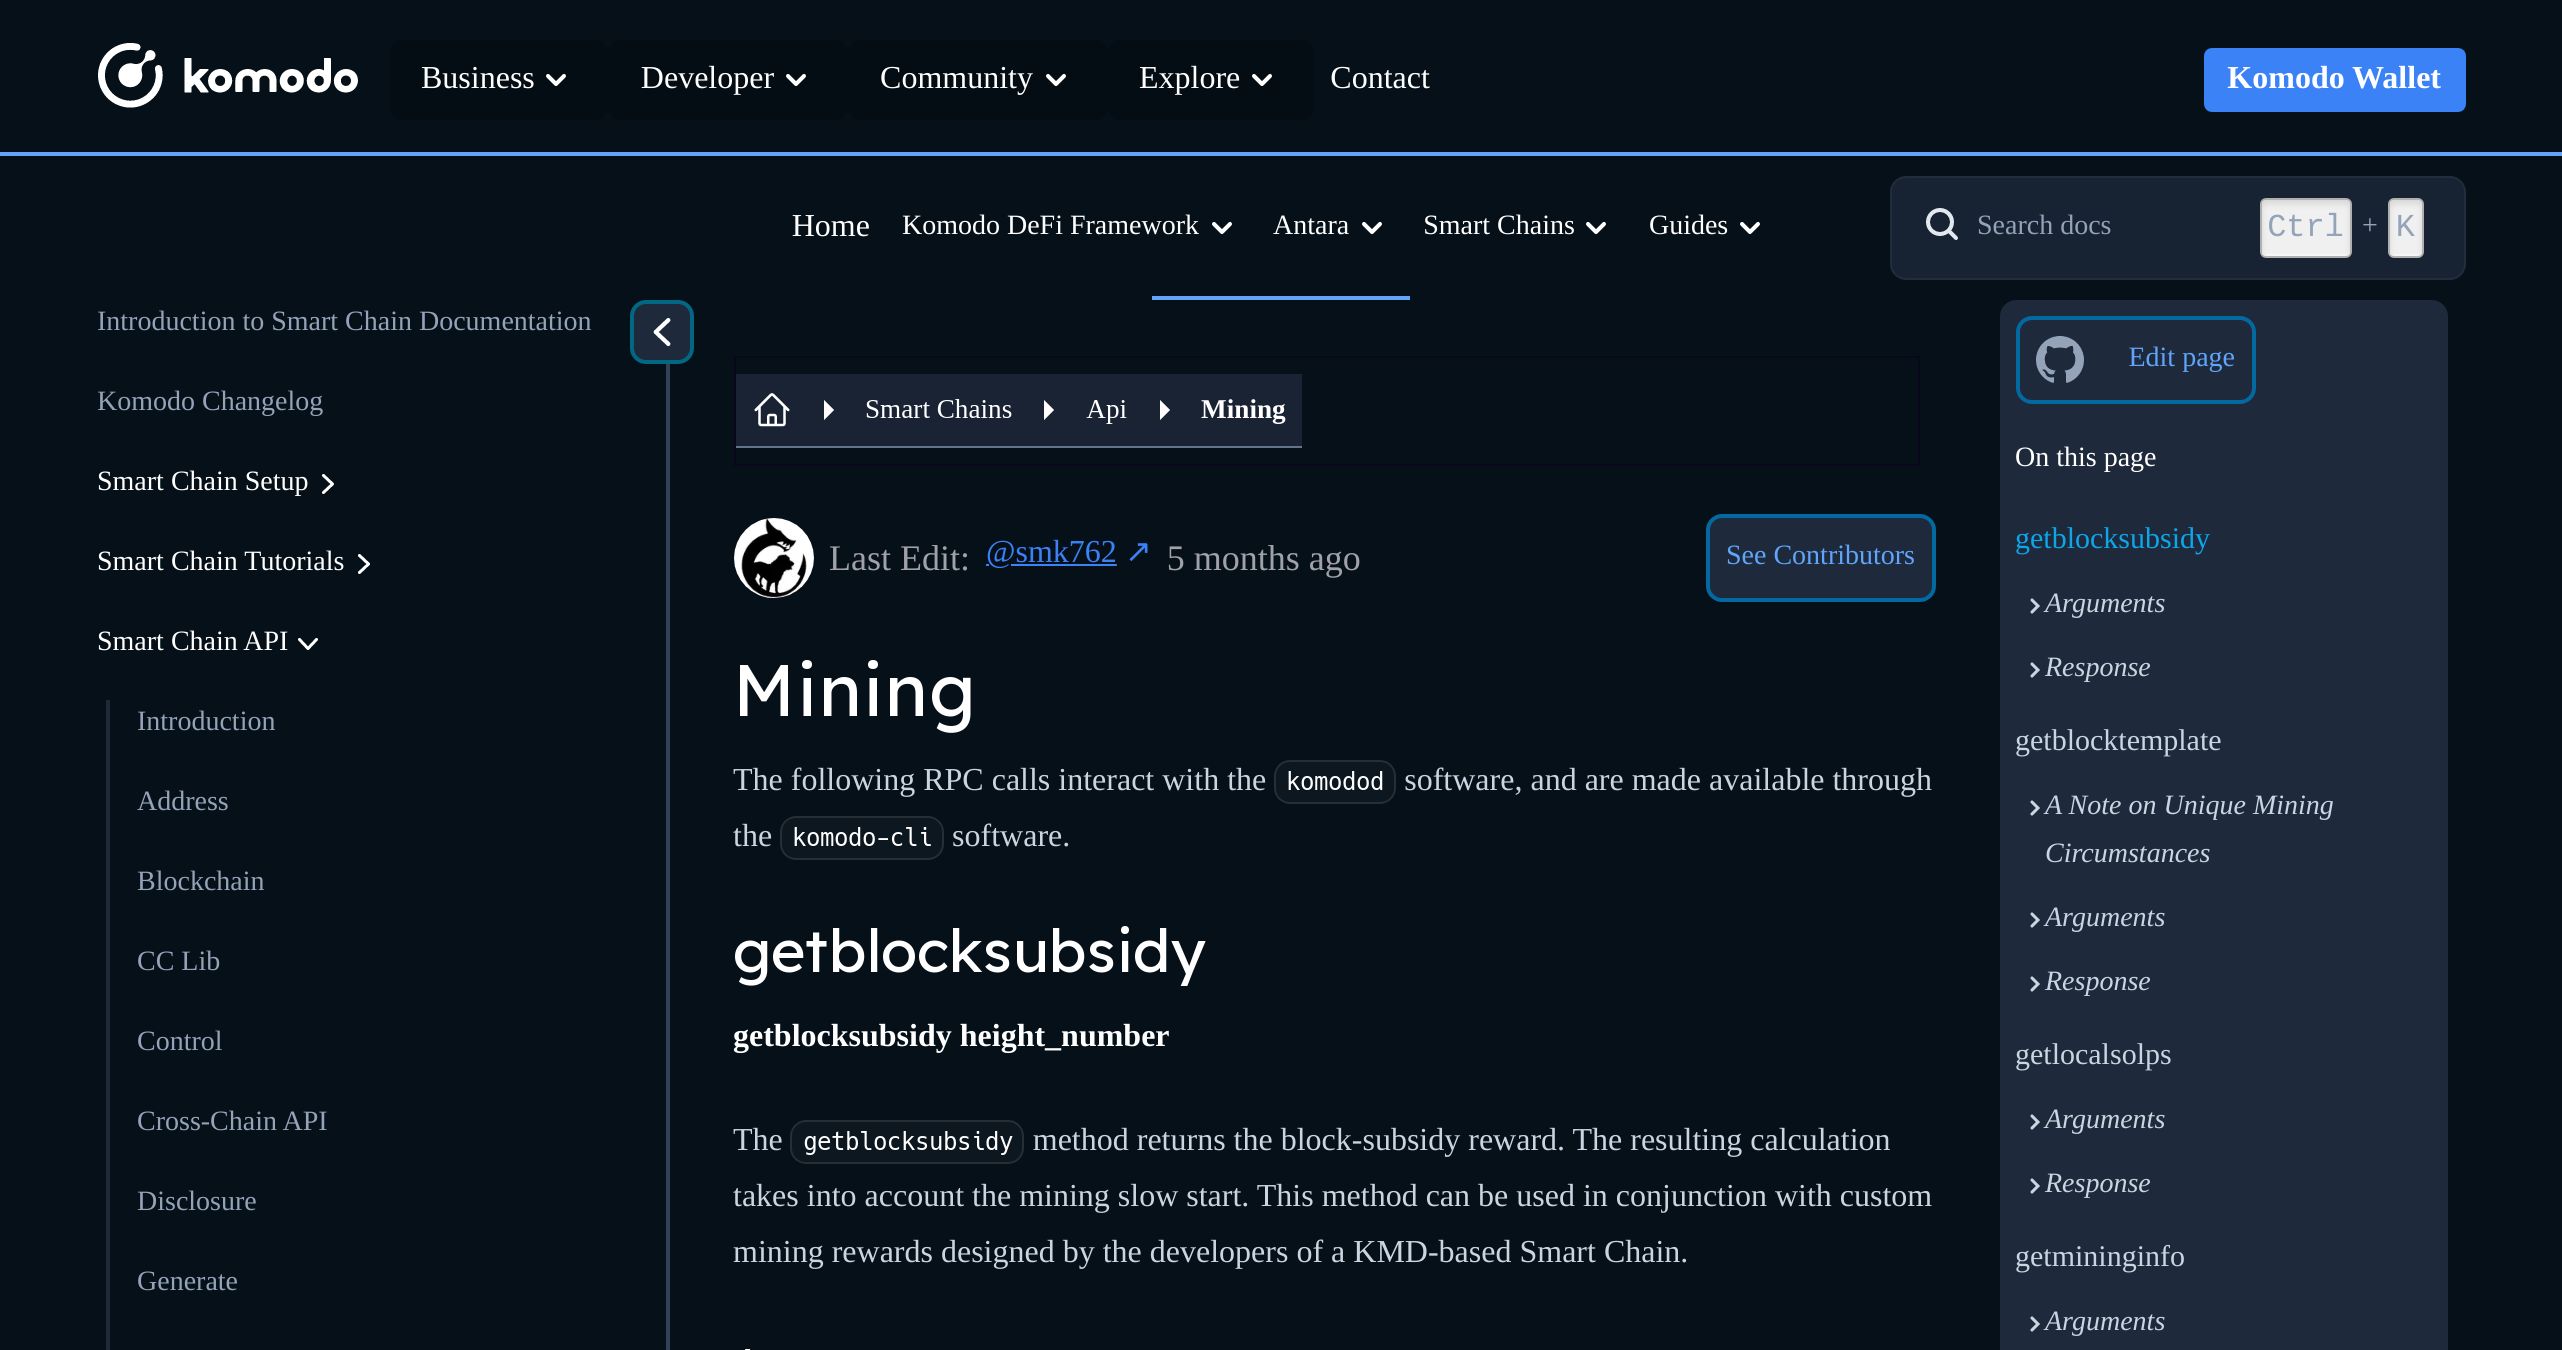 komodo
Business
Developer
Community
Explore
Contact
Komodo Wallet
Home
Komodo DeFi Framework
Antara
Smart Chains
Guides
Search docs
Ctrl + K
Introduction to Smart Chain Documentation
Komodo Changelog
Smart Chain Setup
Smart Chain Tutorials
Smart Chain API
Introduction
Address
Blockchain
CC Lib
Control
Cross-Chain API
Disclosure
Generate
Smart Chains
Api
Mining
Last Edit: @smk762 ↗ 5 months ago
See Contributors
Mining
The following RPC calls interact with the komodod software, and are made available through
the komodo-cli software.
getblocksubsidy
getblocksubsidy height_number
The getblocksubsidy method returns the block-subsidy reward. The resulting calculation
takes into account the mining slow start. This method can be used in conjunction with custom
mining rewards designed by the developers of a KMD-based Smart Chain.
Edit page
On this page
getblocksubsidy
Arguments
Response
getblocktemplate
A Note on Unique Mining
Circumstances
Arguments
Response
getlocalsolps
Arguments
Response
getmininginfo
Arguments